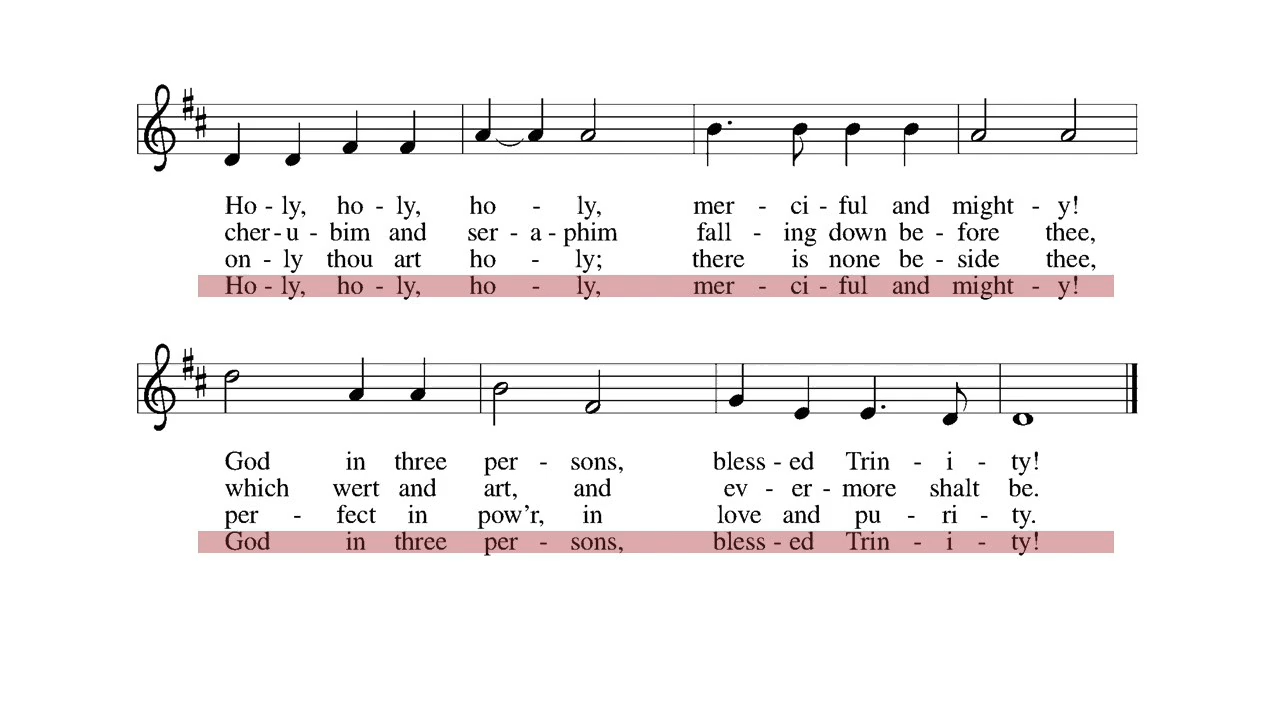 Ho - ly, ho - ly, ho - ly, mer - ci - ful and might - y!
cher - u - bim and ser - a - phim fall - ing down be - fore thee,
on - ly thou art ho - ly; there is none be - side thee,
Ho - ly, ho - ly, ho - ly, mer - ci - ful and might - y!
God in three per - sons, bless - ed Trin - i - ty!
which wert and art, and ev - er - more shalt be.
per - fect in pow'r, in love and pu - ri - ty.
God in three per - sons, bless - ed Trin - i - ty!